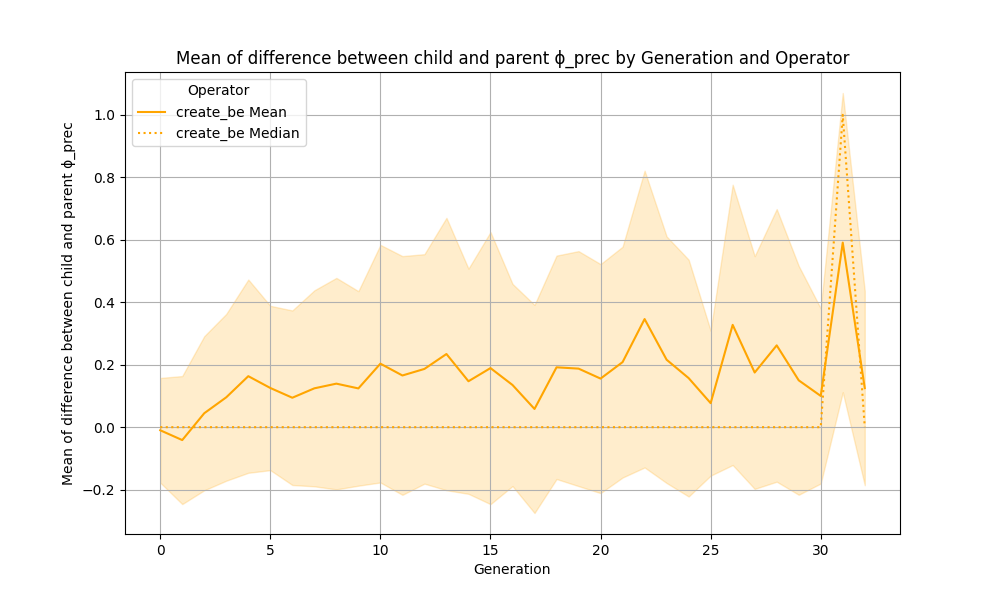 Mean of difference between child and parent ϕ_prec by Generation and Operator
Mean of difference between child and parent ϕ_prec
Operator
create_be Mean
create_be Median
1.0
0.8
0.6
0.4
0.2
0.0
−0.2
0 5 10 15 20 25 30
Generation